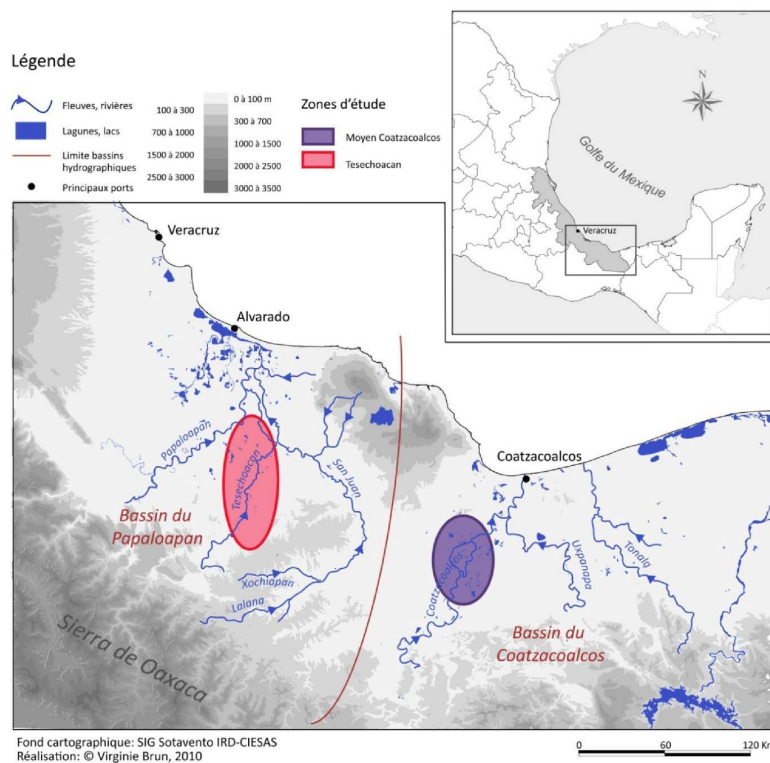 Légende
Fleuves, rivières
Lagunes, lacs
Limite bassins
hydrographiques
Principaux ports
0 à 100 m
100 à 300
300 à 700
700 à 1000
1000 à 1500
1500 à 2000
2000 à 2500
2500 à 3000
3000 à 3500
Zones d'étude
Moyen Coatzacoalcos
Tesechoacan
N
Golfe du Mexique
Veracruz
Veracruz
Alvarado
Papaloapan
Tesechoacan
San Juan
Coatzacoalcos
Bassin du
Papaloapan
Xochiapan
Lalana
Coatzacoalcos
Uxpanapa
Tonala
Sierra de Oaxaca
Bassin du
Coatzacoalcos
Fond cartographique: SIG Sotavento IRD-CIESAS
Réalisation: © Virginie Brun, 2010
0 60 120 Km